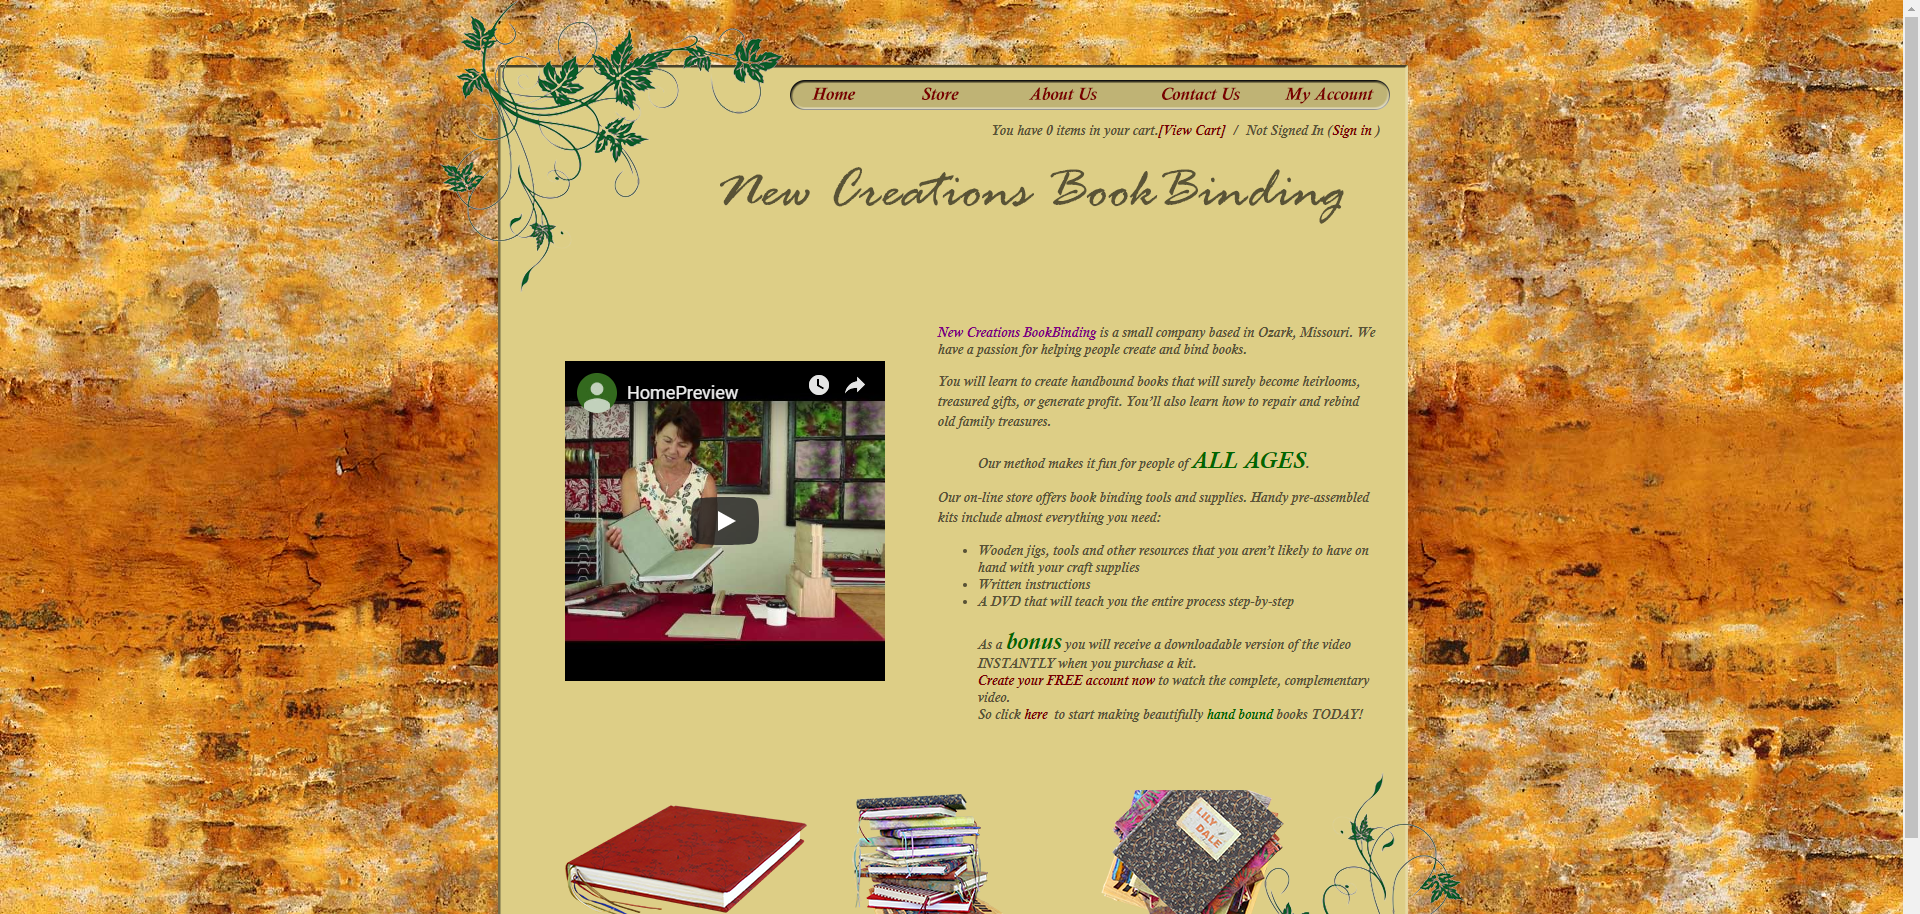 Home Store About Us Contact Us My Account
You have 0 items in your cart.[View Cart] / Not Signed In (Sign in )
New Creations BookBinding
New Creations BookBinding is a small company based in Ozark, Missouri. We
have a passion for helping people create and bind books.
You will learn to create handbound books that will surely become heirlooms,
treasured gifts, or generate profit. You’ll also learn how to repair and rebind
old family treasures.
Our method makes it fun for people of ALL AGES.
Our on-line store offers book binding tools and supplies. Handy pre-assembled
kits include almost everything you need:
• Wooden jigs, tools and other resources that you aren’t likely to have on
hand with your craft supplies
• Written instructions
• A DVD that will teach you the entire process step-by-step
As a bonus you will receive a downloadable version of the video
INSTANTLY when you purchase a kit.
Create your FREE account now to watch the complete, complementary
video.
So click here to start making beautifully hand bound books TODAY!
HomePreview
LILY
DALE